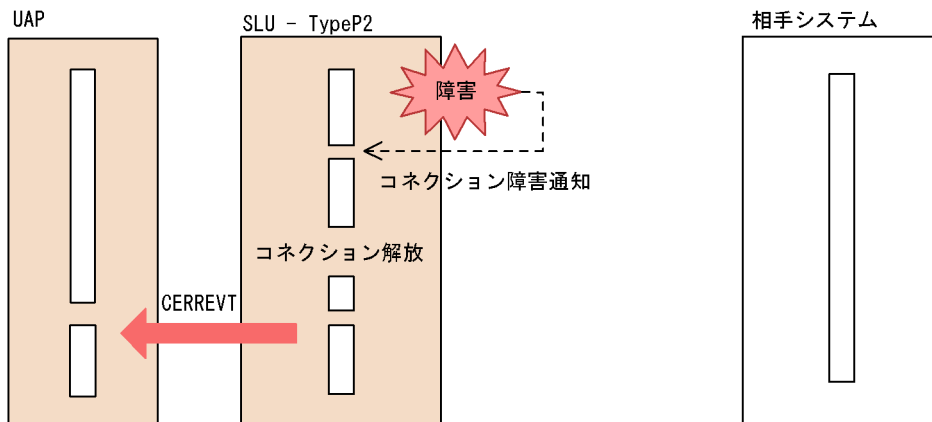 UAP
SLU - TypeP2
相手システム
障害
コネクション障害通知
コネクション解放
CERREVT